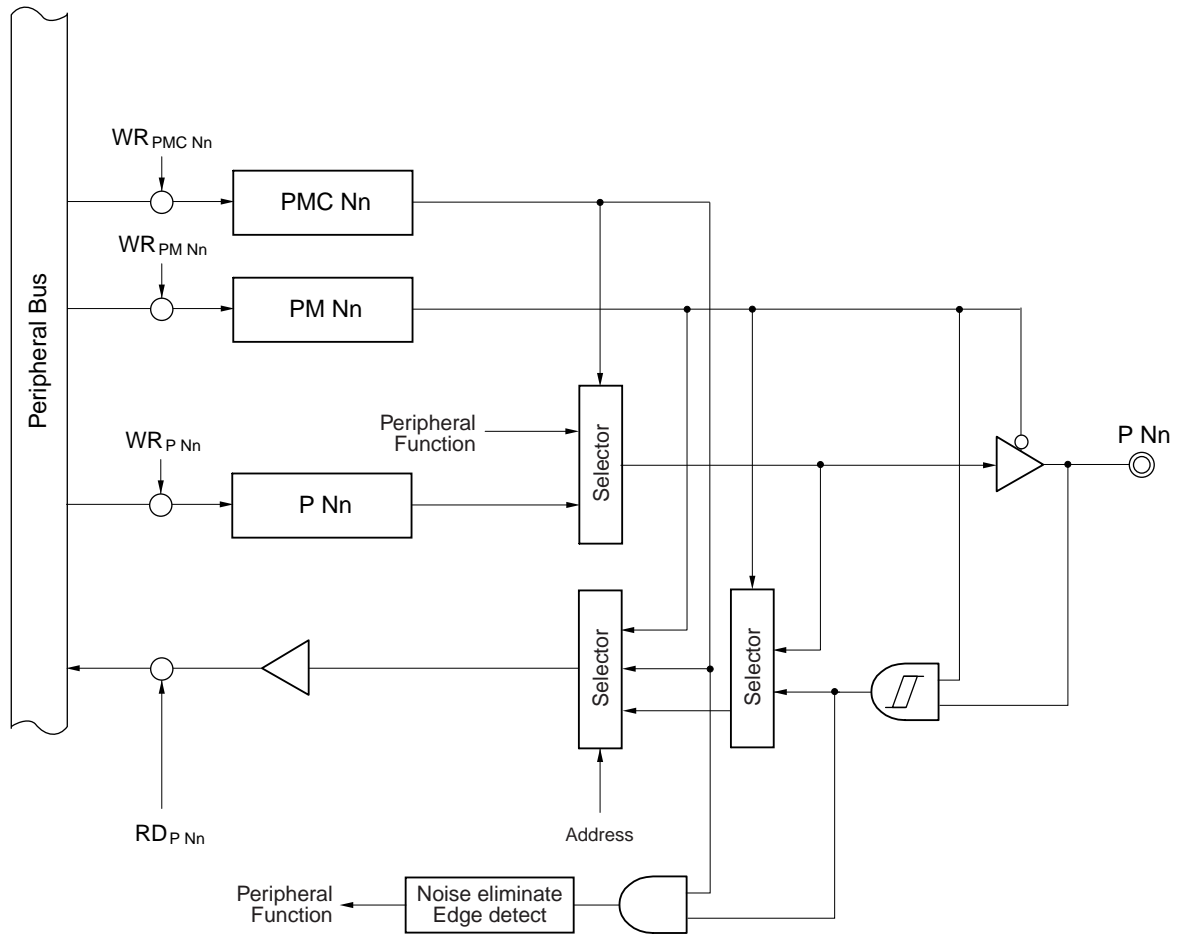 WR PMC Nn
PMC Nn
WR PM Nn
PM Nn
Peripheral Bus
Peripheral
Function
Selector
P Nn
WR P Nn
P Nn
Selector
Selector
RD P Nn
Address
Peripheral
Function
Noise eliminate
Edge detect